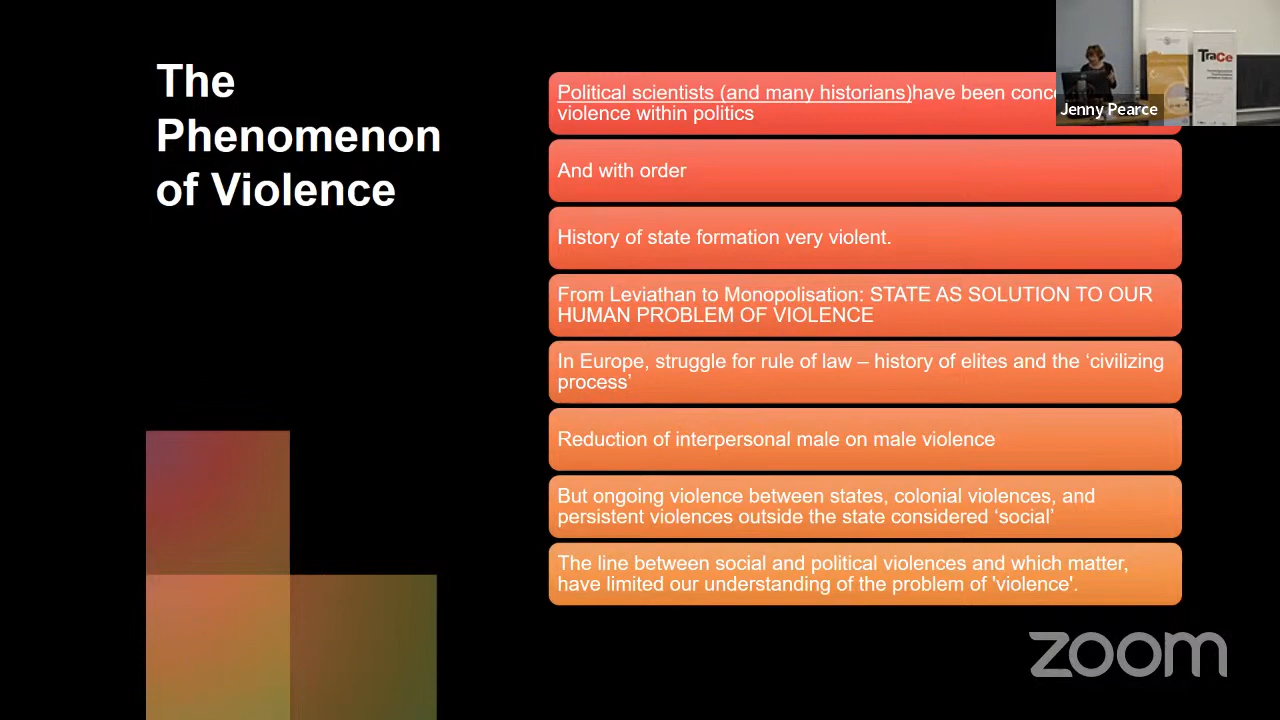 The
Phenomenon
of Violence
Political scientists (and many historians)have been
violence within politics
And with order
History of state formation very violent.
From Leviathan to Monopolisation: STATE AS SOLUTION TO OUR
HUMAN PROBLEM OF VIOLENCE
In Europe, struggle for rule of law – history of elites and the ‘civilizing
process’
Reduction of interpersonal male on male violence
But ongoing violence between states, colonial violences, and
persistent violences outside the state considered ‘social’
The line between social and political violences and which matter,
have limited our understanding of the problem of 'violence'.
TraCe
Jenny Pearce
zoom